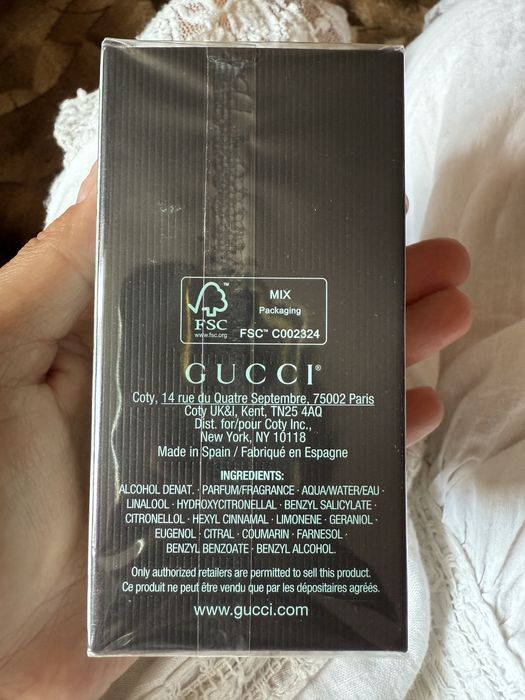 MIX
Packaging
FSC™
www.fsc.org
FSC™ C002324
GUCCI®
Coty, 14 rue du Quatre Septembre, 75002 Paris
Coty UK&I, Kent, TN25 4AQ
Dist. for/pour Coty Inc.,
New York, NY 10118
Made in Spain / Fabriqué en Espagne
INGREDIENTS:
ALCOHOL DENAT. · PARFUM/FRAGRANCE · AQUA/WATER/EAU ·
LINALOOL · HYDROXYCITRONELLAL · BENZYL SALICYLATE ·
CITRONELLOL · HEXYL CINNAMAL · LIMONENE · GERANIOL ·
EUGENOL · CITRAL · COUMARIN · FARNESOL ·
BENZYL BENZOATE · BENZYL ALCOHOL.
Only authorized retailers are permitted to sell this product.
Ce produit ne peut être vendu que par les dépositaires agréés.
www.gucci.com